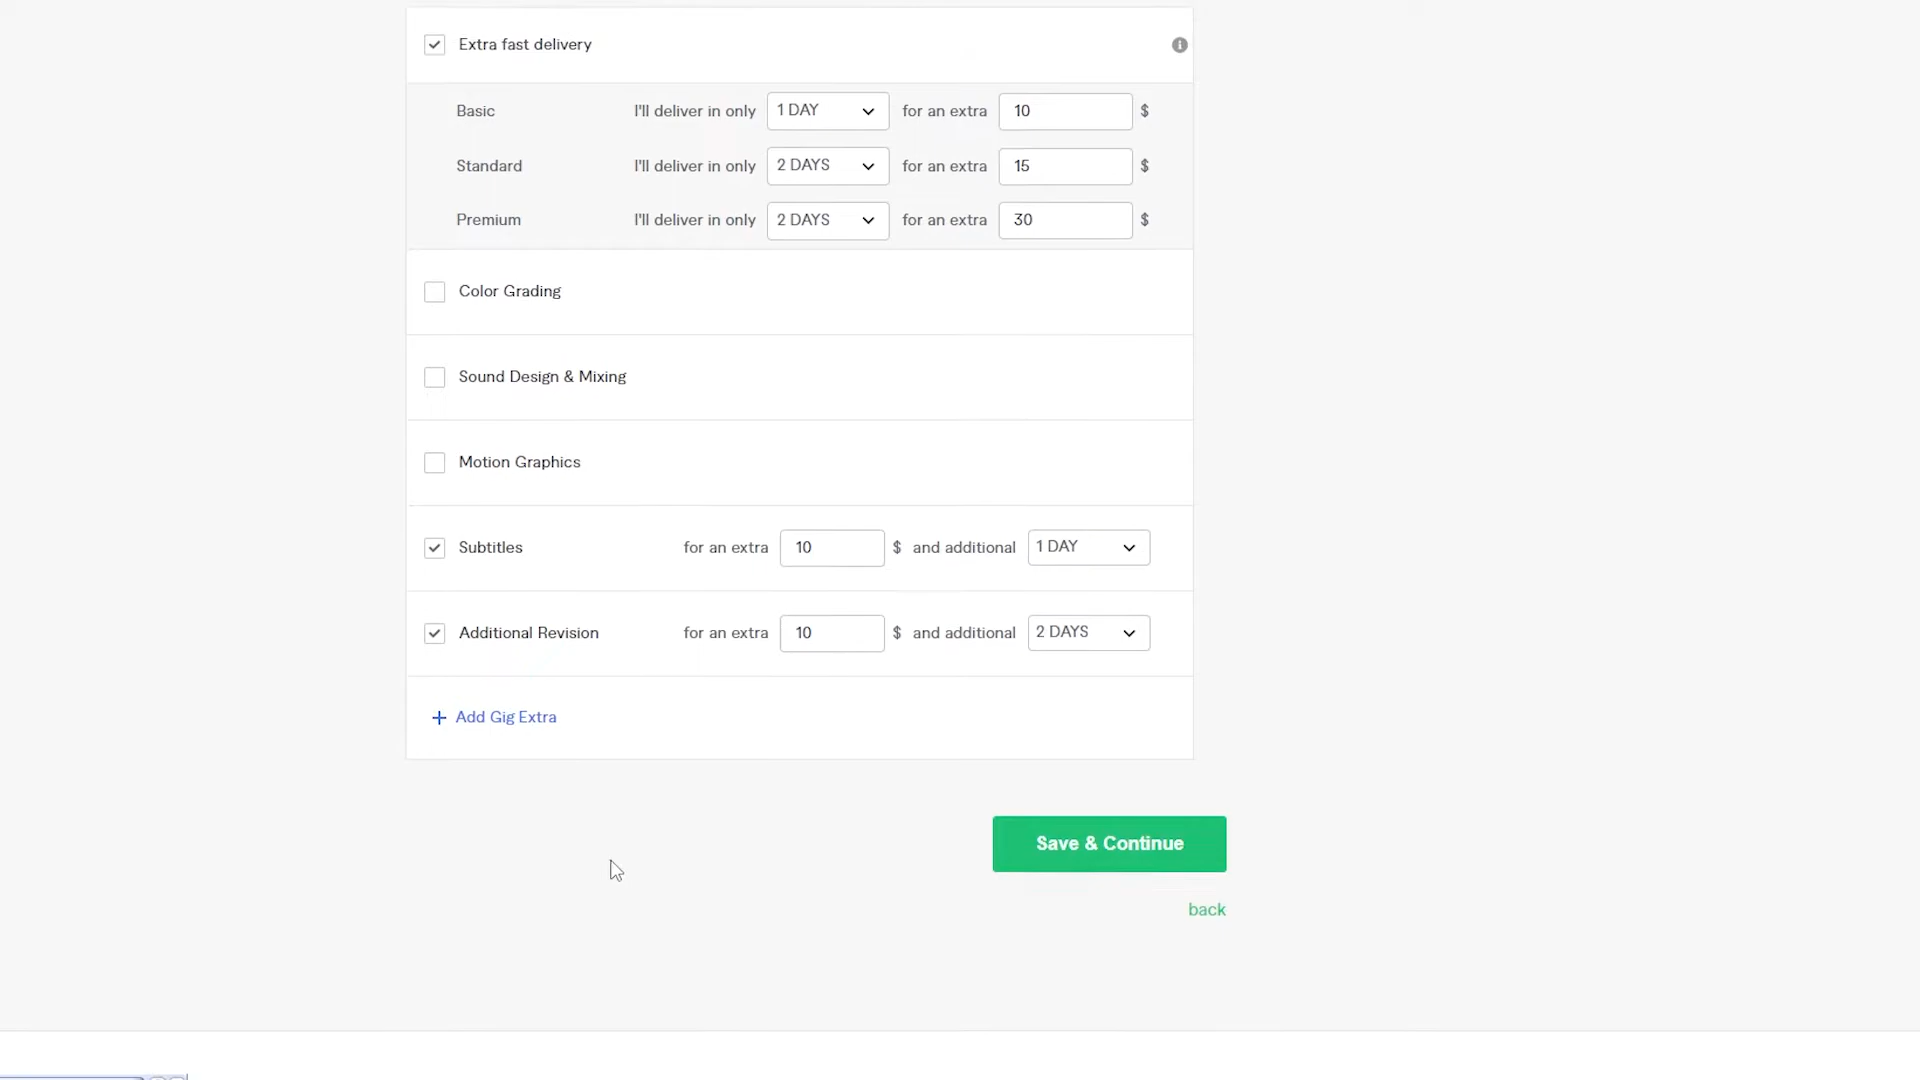 Extra fast delivery
Basic I'll deliver in only 1 DAY for an extra 10 $
Standard I'll deliver in only 2 DAYS for an extra 15 $
Premium I'll deliver in only 2 DAYS for an extra 30 $
Color Grading
Sound Design & Mixing
Motion Graphics
Subtitles for an extra 10 $ and additional 1 DAY
Additional Revision for an extra 10 $ and additional 2 DAYS
+ Add Gig Extra
Save & Continue
back